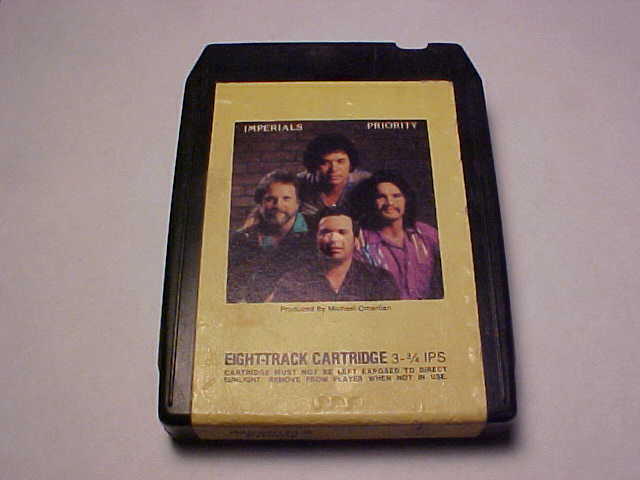 IMPERIALS PRIORITY
Produced By Michael Omartian
EIGHT-TRACK CARTRIDGE 3-¾ IPS
CARTRIDGE MUST NOT BE LEFT EXPOSED TO DIRECT
SUNLIGHT. REMOVE FROM PLAYER WHEN NOT IN USE.